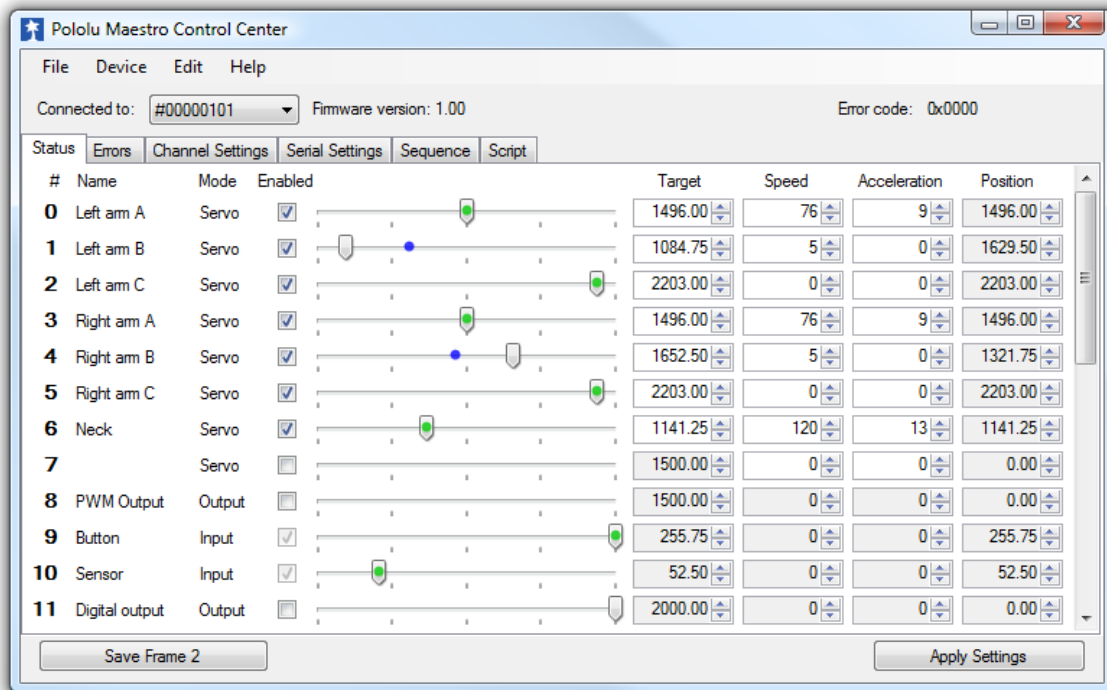 Pololu Maestro Control Center
File Device Edit Help
Connected to: #00000101 Firmware version: 1.00 Error code: 0x0000
Status Errors Channel Settings Serial Settings Sequence Script
# Name Mode Enabled Target Speed Acceleration Position
0 Left arm A Servo 1496.00 76 9 1496.00
1 Left arm B Servo 1084.75 5 0 1629.50
2 Left arm C Servo 2203.00 0 0 2203.00
3 Right arm A Servo 1496.00 76 9 1496.00
4 Right arm B Servo 1652.50 5 0 1321.75
5 Right arm C Servo 2203.00 0 0 2203.00
6 Neck Servo 1141.25 120 13 1141.25
7 Servo 1500.00 0 0 0.00
8 PWM Output Output 1500.00 0 0 0.00
9 Button Input 255.75 0 0 255.75
10 Sensor Input 52.50 0 0 52.50
11 Digital output Output 2000.00 0 0 0.00
Save Frame 2 Apply Settings